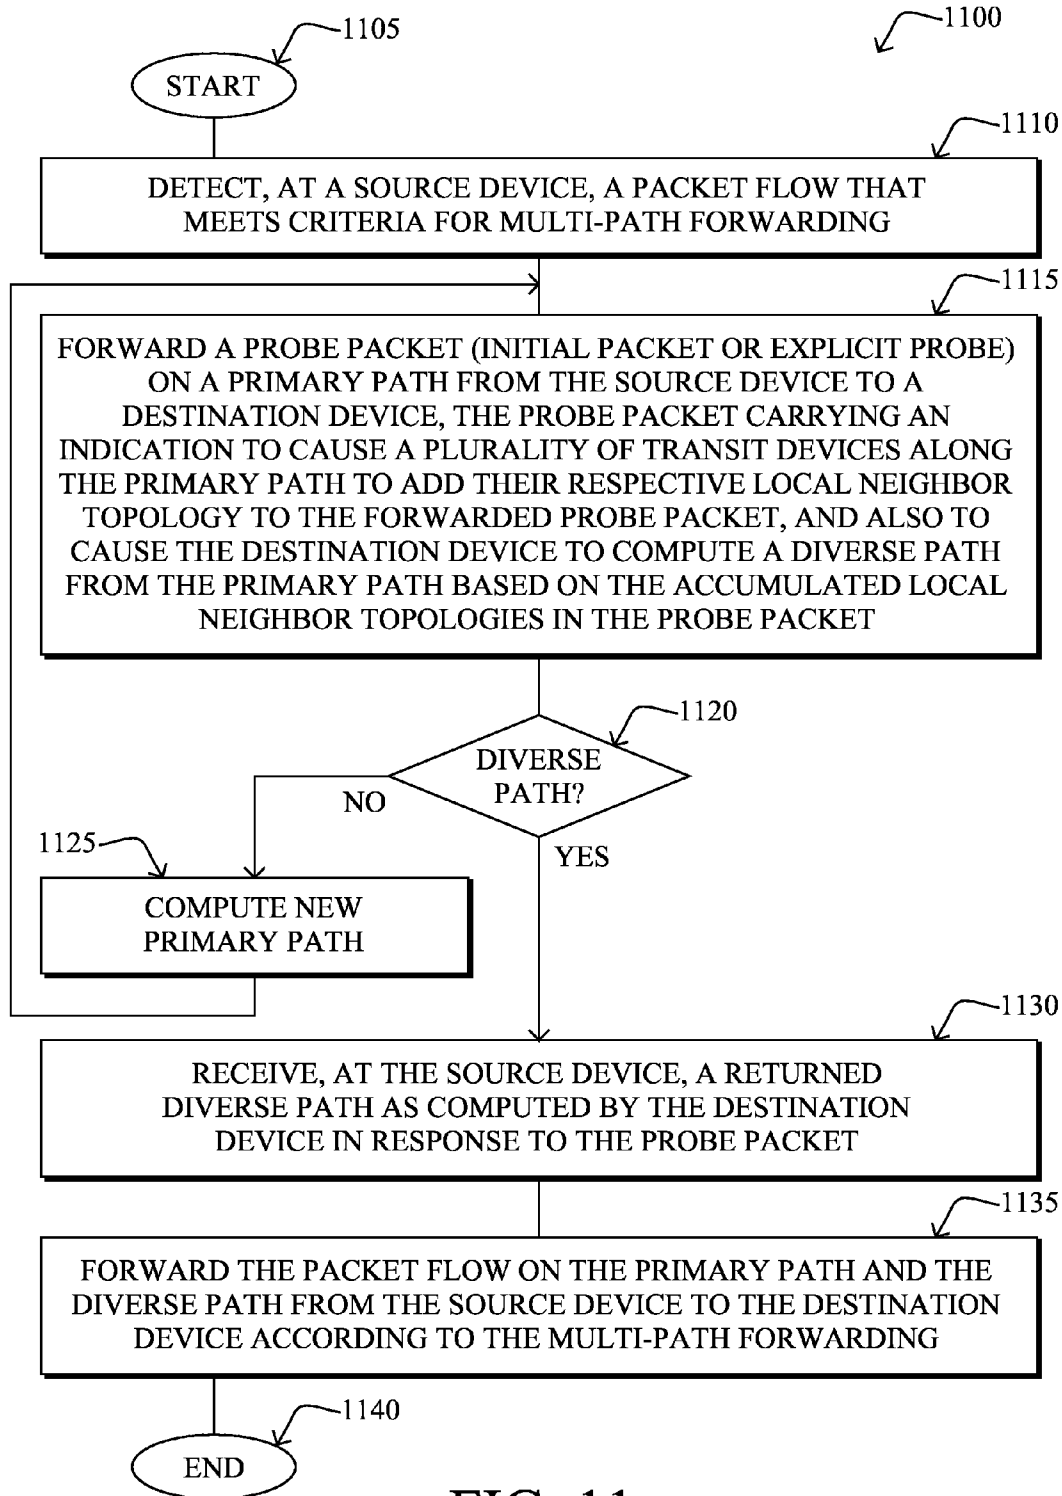 1105
1100
START
1110
DETECT, AT A SOURCE DEVICE, A PACKET FLOW THAT
MEETS CRITERIA FOR MULTI-PATH FORWARDING
1115
FORWARD A PROBE PACKET (INITIAL PACKET OR EXPLICIT PROBE)
ON A PRIMARY PATH FROM THE SOURCE DEVICE TO A
DESTINATION DEVICE, THE PROBE PACKET CARRYING AN
INDICATION TO CAUSE A PLURALITY OF TRANSIT DEVICES ALONG
THE PRIMARY PATH TO ADD THEIR RESPECTIVE LOCAL NEIGHBOR
TOPOLOGY TO THE FORWARDED PROBE PACKET, AND ALSO TO
CAUSE THE DESTINATION DEVICE TO COMPUTE A DIVERSE PATH
FROM THE PRIMARY PATH BASED ON THE ACCUMULATED LOCAL
NEIGHBOR TOPOLOGIES IN THE PROBE PACKET
1120
DIVERSE
PATH?
NO
YES
1125
COMPUTE NEW
PRIMARY PATH
1130
RECEIVE, AT THE SOURCE DEVICE, A RETURNED
DIVERSE PATH AS COMPUTED BY THE DESTINATION
DEVICE IN RESPONSE TO THE PROBE PACKET
1135
FORWARD THE PACKET FLOW ON THE PRIMARY PATH AND THE
DIVERSE PATH FROM THE SOURCE DEVICE TO THE DESTINATION
DEVICE ACCORDING TO THE MULTI-PATH FORWARDING
1140
END
FIG. 11